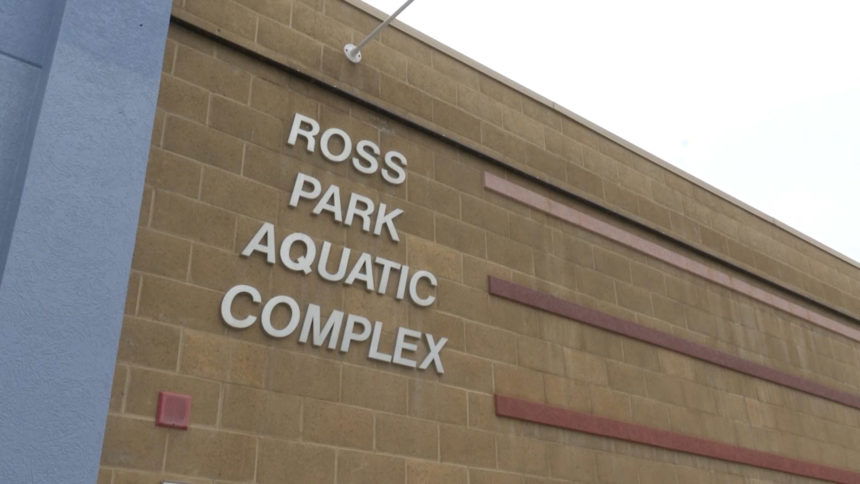 ROSS
PARK
AQUATIC
COMPLEX